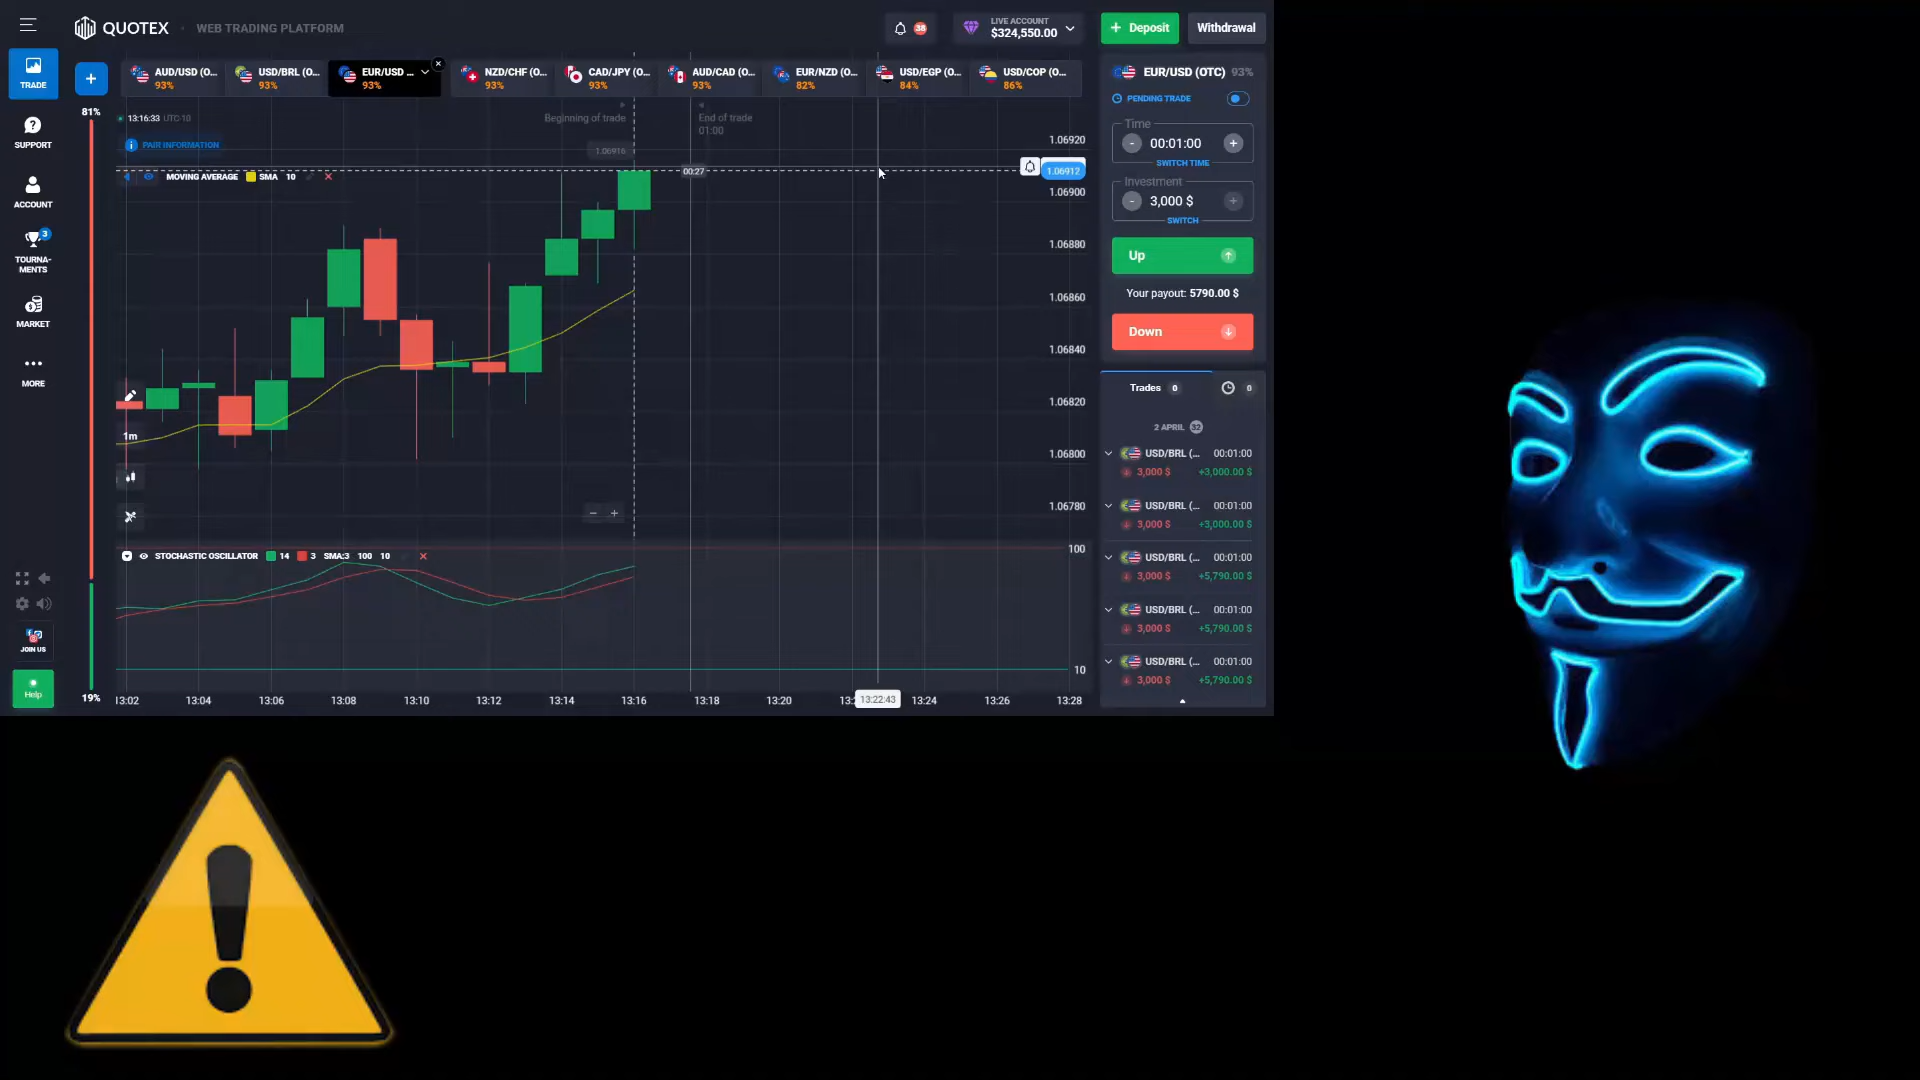 QUOTEX
WEB TRADING PLATFORM
38
LIVE ACCOUNT
$324,550.00
+ Deposit
Withdrawal
TRADE
+
AUD/USD (O...
93%
USD/BRL (O...
93%
EUR/USD ...
93%
NZD/CHF (O...
93%
CAD/JPY (O...
93%
AUD/CAD (O...
93%
EUR/NZD (O...
82%
USD/EGP (O...
84%
USD/COP (O...
86%
EUR/USD (OTC) 93%
PENDING TRADE
Time
- 00:01:00 +
SWITCH TIME
Investment
- 3,000 $ +
SWITCH
Up
Your payout: 5790.00 $
Down
Trades 0
0
2 APRIL 32
USD/BRL (... 00:01:00
3,000 $ +3,000.00 $
USD/BRL (... 00:01:00
3,000 $ +3,000.00 $
USD/BRL (... 00:01:00
3,000 $ +5,790.00 $
USD/BRL (... 00:01:00
3,000 $ +5,790.00 $
USD/BRL (... 00:01:00
3,000 $ +5,790.00 $
SUPPORT
ACCOUNT
3
TOURNA-
MENTS
MARKET
MORE
JOIN US
Help
81%
19%
13:16:33
Beginning of trade
End of trade
01:00
PAIR INFORMATION
1.06916
MOVING AVERAGE SMA 10
00:27
1.06920
1.06912
1.06900
1.06880
1.06860
1.06840
1.06820
1.06800
1.06780
1m
STOCHASTIC OSCILLATOR 14 3 SMA:3 100 10
100
10
13:02 13:04 13:06 13:08 13:10 13:12 13:14 13:16 13:18 13:20 13:22:43 13:24 13:26 13:28